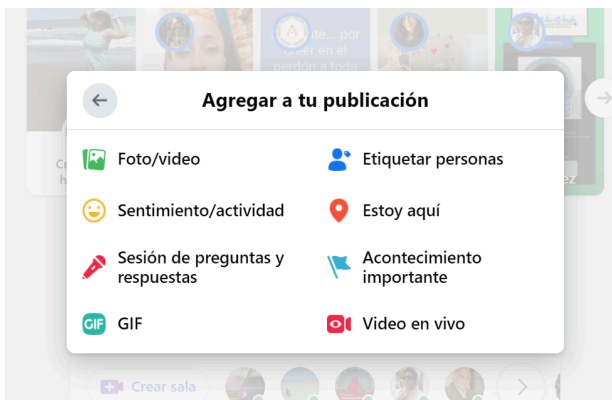 Agregar a tu publicación
Foto/video
Etiquetar personas
Sentimiento/actividad
Estoy aquí
Sesión de preguntas y
respuestas
Acontecimiento
importante
GIF
GIF
Video en vivo
Crear sala